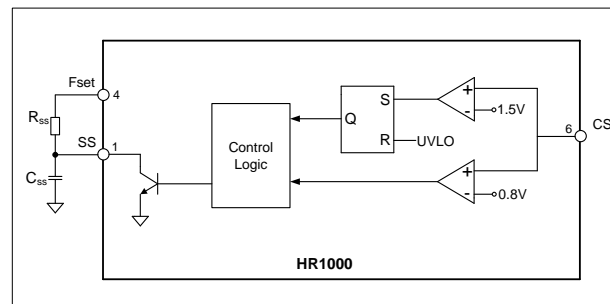 Fset
4
Rss
SS
1
Css
Control
Logic
Q
S
R
UVLO
+
-
1.5V
6
CS
+
-
0.8V
HR1000